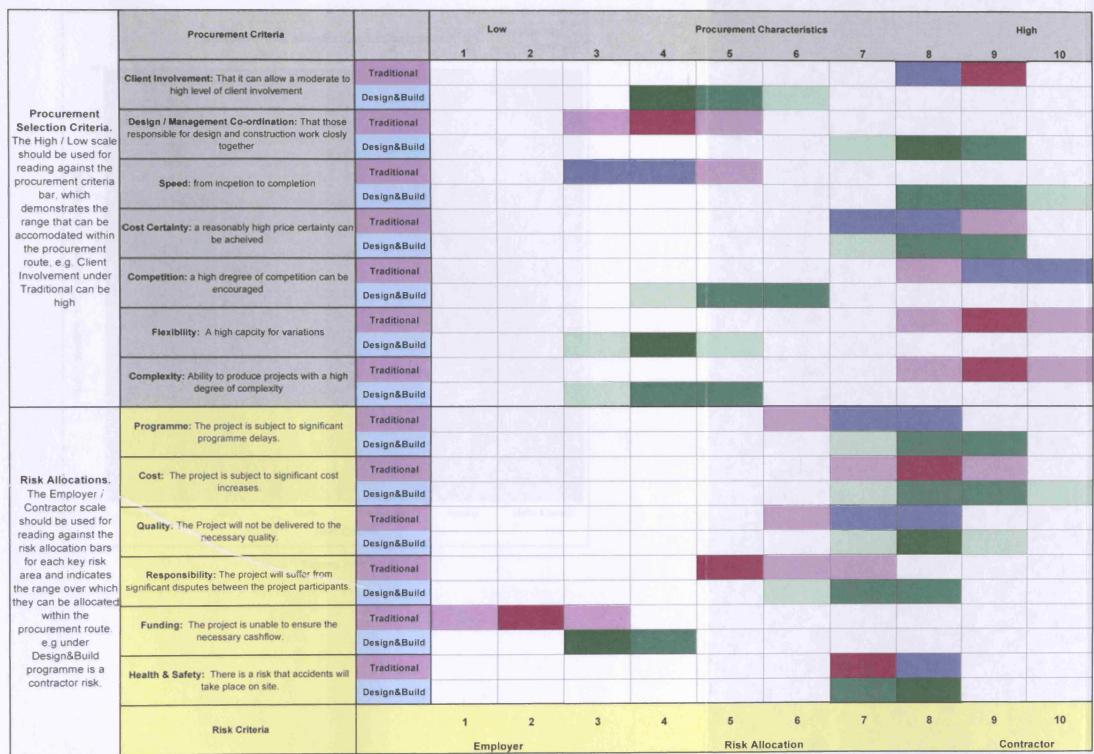 Procurement Criteria
Low
Procurement Characteristics
High
1 2 3 4 5 6 7 8 9 10
Procurement
Selection Criteria.
The High / Low scale
should be used for
reading against the
procurement criteria
bar, which
demonstrates the
range that can be
accomodated within
the procurement
route, e.g. Client
Involvement under
Traditional can be
high
Client Involvement: That it can allow a moderate to
high level of client involvement
Traditional
Design&Build
Design / Management Co-ordination: That those
responsible for design and construction work closly
together
Traditional
Design&Build
Speed: from incpetion to completion
Traditional
Design&Build
Cost Certainty: a reasonably high price certainty can
be acheived
Traditional
Design&Build
Competition: a high dregree of competition can be
encouraged
Traditional
Design&Build
Flexibility: A high capcity for variations
Traditional
Design&Build
Complexity: Ability to produce projects with a high
degree of complexity
Traditional
Design&Build
Risk Allocations.
The Employer /
Contractor scale
should be used for
reading against the
risk allocation bars
for each key risk
area and indicates
the range over which
they can be allocated
within the
procurement route.
e.g under
Design&Build
programme is a
contractor risk.
Programme: The project is subject to significant
programme delays.
Traditional
Design&Build
Cost: The project is subject to significant cost
increases.
Traditional
Design&Build
Quality: The Project will not be delivered to the
necessary quality.
Traditional
Design&Build
Responsibility: The project will suffer from
significant disputes between the project participants.
Traditional
Design&Build
Funding: The project is unable to ensure the
necessary cashflow.
Traditional
Design&Build
Health & Safety: There is a risk that accidents will
take place on site.
Traditional
Design&Build
Risk Criteria
1 2 3 4 5 6 7 8 9 10
Employer
Risk Allocation
Contractor